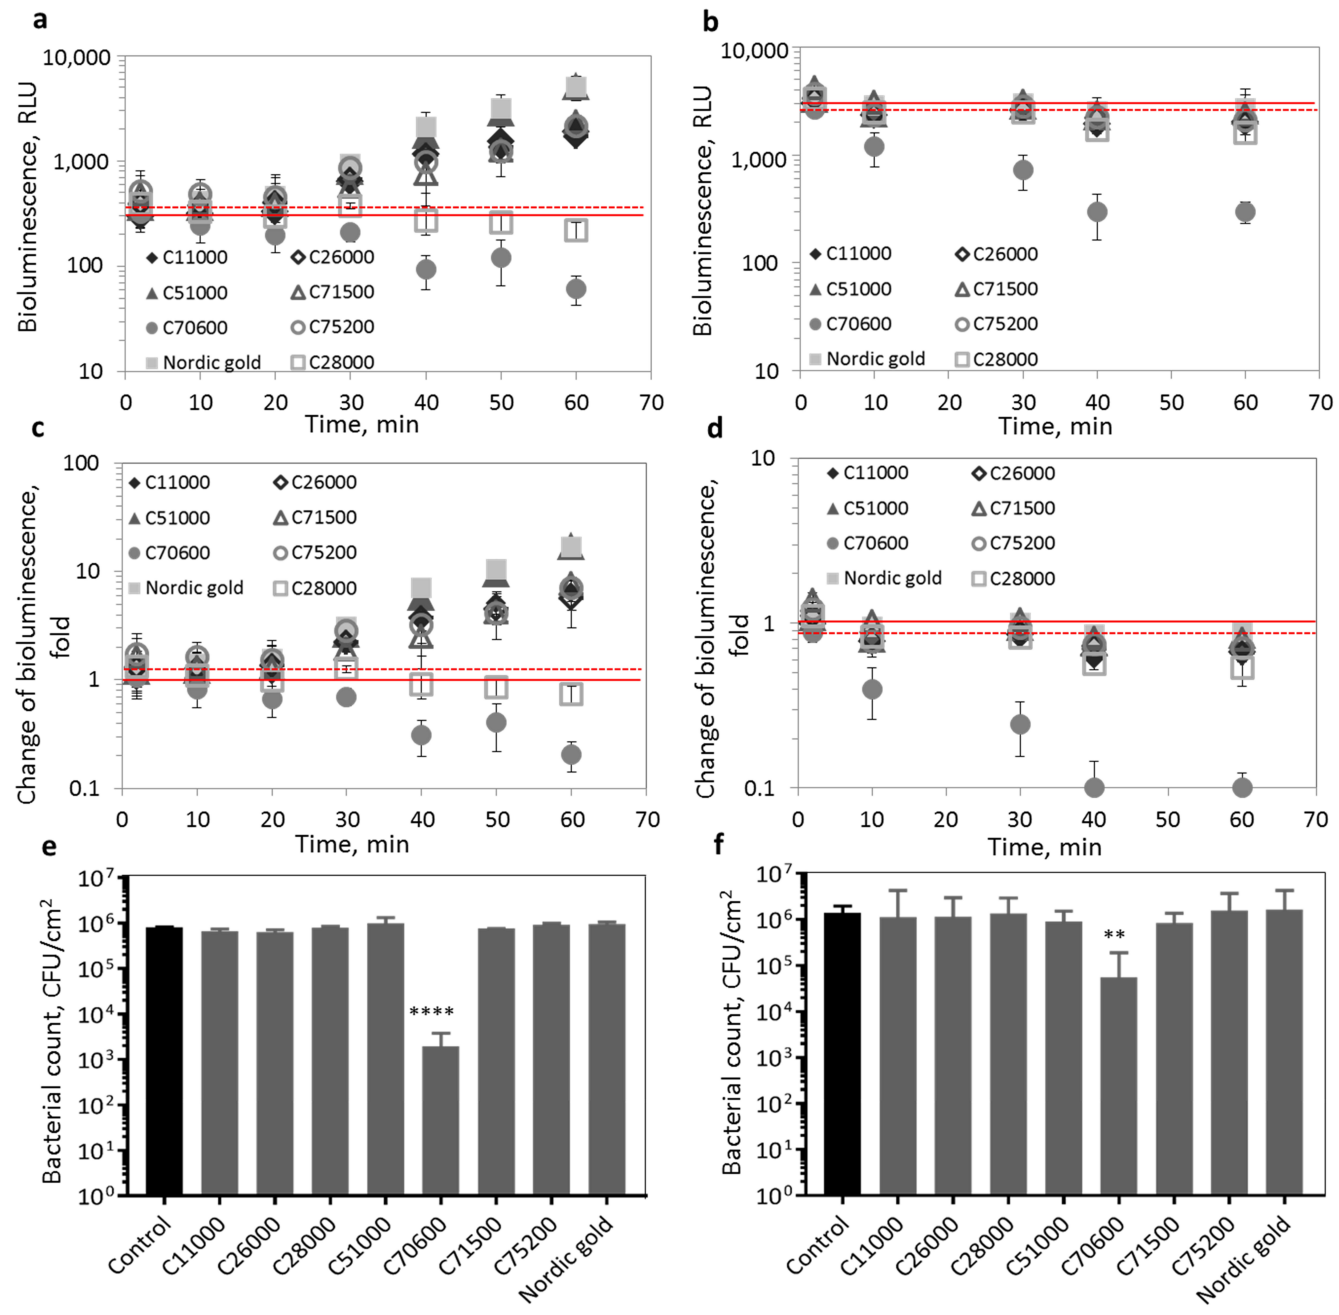 a
10,000
1,000
100
10
Bioluminescence, RLU
C11000
C26000
C51000
C71500
C70600
C75200
Nordic gold
C28000
0 10 20 30 40 50 60 70
Time, min
b
10,000
1,000
100
10
Bioluminescence, RLU
C11000
C26000
C51000
C71500
C70600
C75200
Nordic gold
C28000
0 10 20 30 40 50 60 70
Time, min
c
100
10
1
0.1
Change of bioluminescence,
fold
C11000
C26000
C51000
C71500
C70600
C75200
Nordic gold
C28000
0 10 20 30 40 50 60 70
Time, min
d
10
1
0.1
Change of bioluminescence,
fold
C11000
C26000
C51000
C71500
C70600
C75200
Nordic gold
C28000
0 10 20 30 40 50 60 70
Time, min
e
10⁷
10⁶
10⁵
10⁴
10³
10²
10¹
10⁰
Bacterial count, CFU/cm²
****
Control
C11000
C26000
C28000
C51000
C70600
C71500
C75200
Nordic gold
f
10⁷
10⁶
10⁵
10⁴
10³
10²
10¹
10⁰
Bacterial count, CFU/cm²
**
Control
C11000
C26000
C28000
C51000
C70600
C71500
C75200
Nordic gold